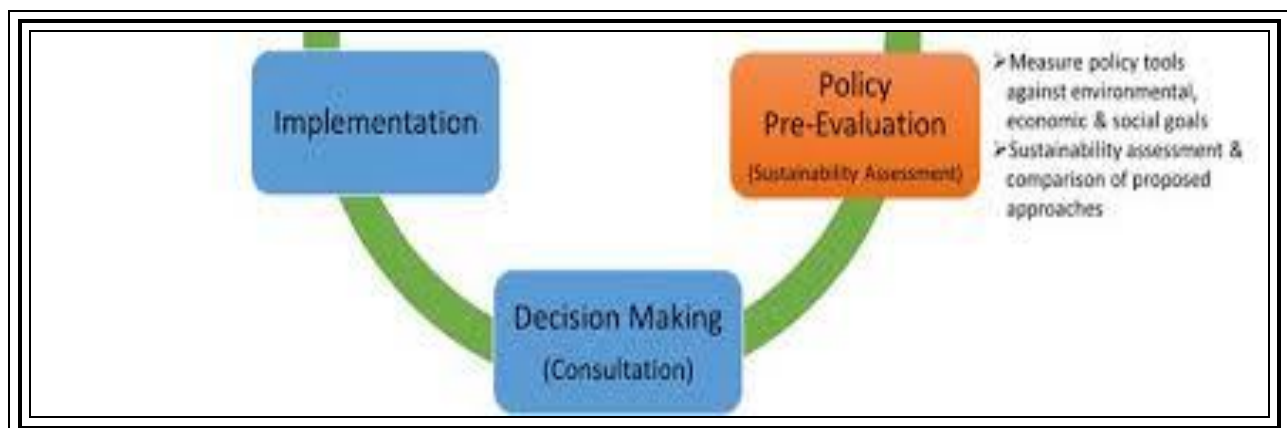 Implementation
Policy
Pre-Evaluation
(Sustainability Assessment)
➢Measure policy tools
against environmental,
economic & social goals
➢Sustainability assessment &
comparison of proposed
approaches
Decision Making
(Consultation)